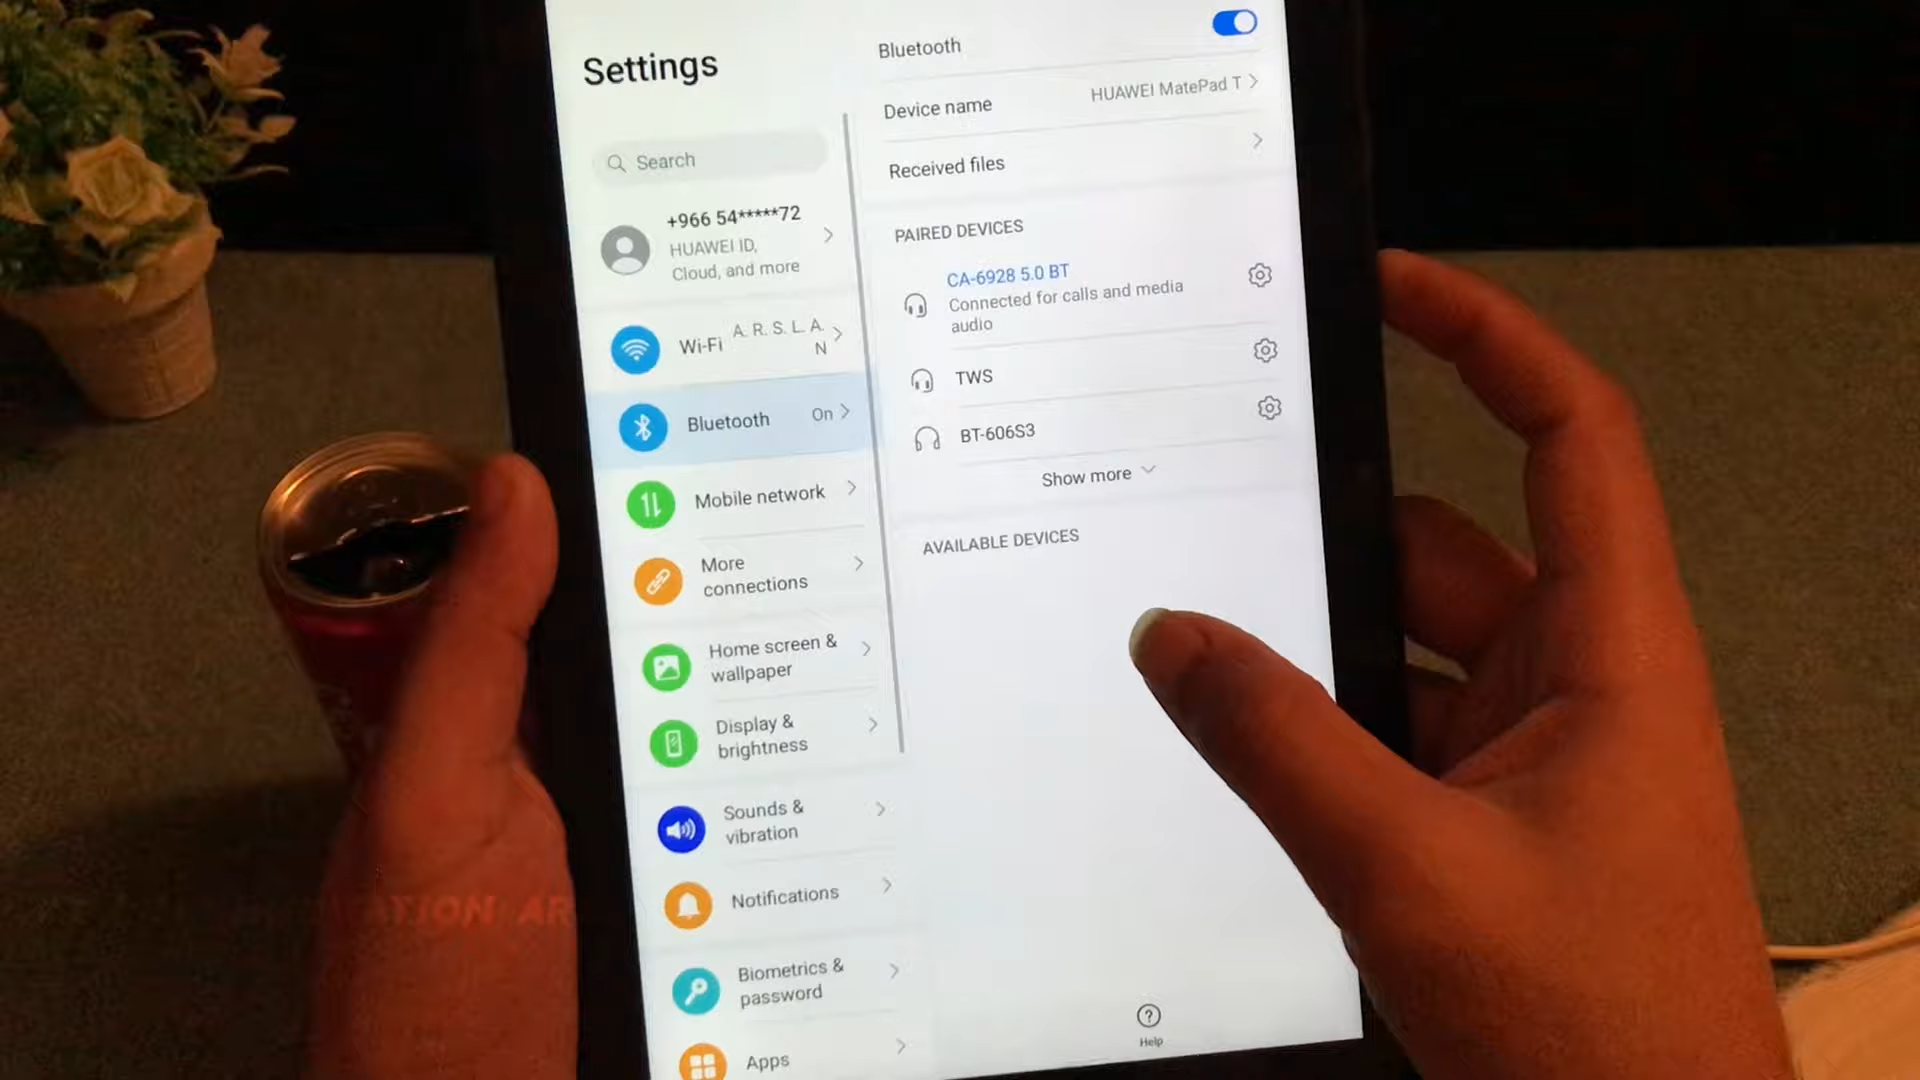 Settings
Search
+966 54*****72
HUAWEI ID,
Cloud, and more
Wi-Fi
A. R. S. L. A.
N
Bluetooth
On
Mobile network
More
connections
Home screen &
wallpaper
Display &
brightness
Sounds &
vibration
Notifications
Biometrics &
password
Apps
Bluetooth
Device name
HUAWEI MatePad T
Received files
PAIRED DEVICES
CA-6928 5.0 BT
Connected for calls and media
audio
TWS
BT-606S3
Show more
AVAILABLE DEVICES
Help